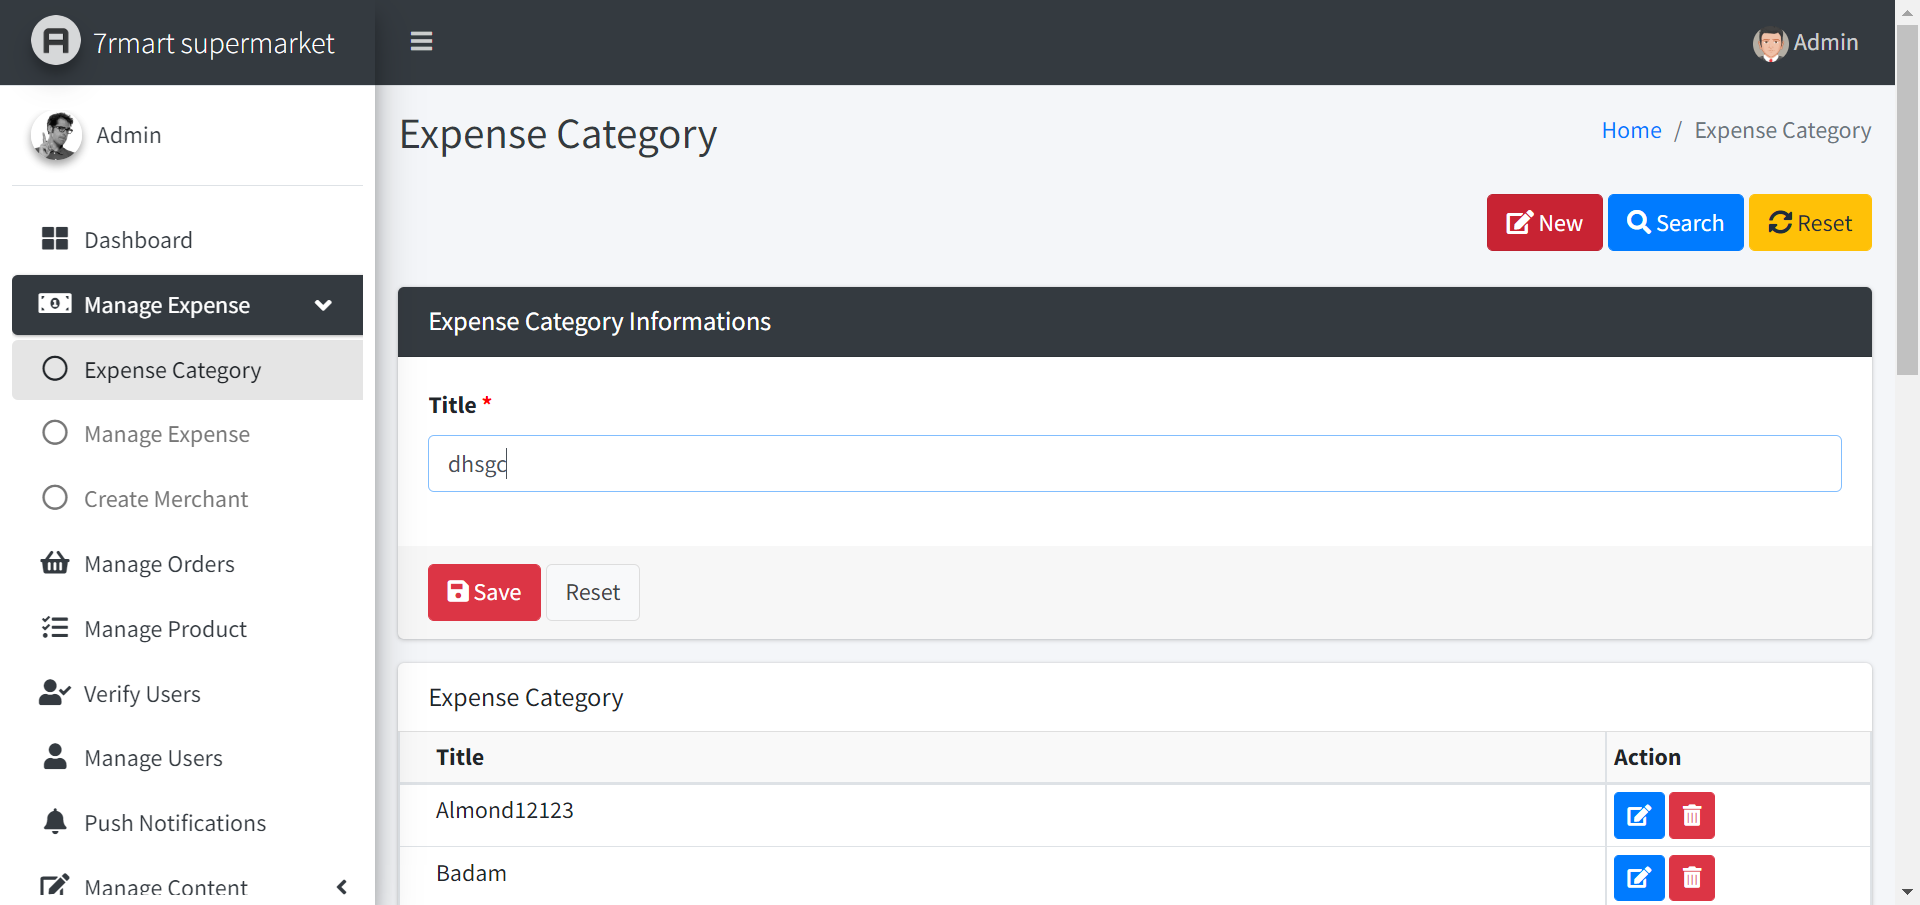 7rmart supermarket
Admin
Admin
Dashboard
Manage Expense
Expense Category
Manage Expense
Create Merchant
Manage Orders
Manage Product
Verify Users
Manage Users
Push Notifications
Manage Content
Expense Category
Home / Expense Category
New Search Reset
Expense Category Informations
Title *
dhsgc
Save Reset
Expense Category
Title Action
Almond12123
Badam